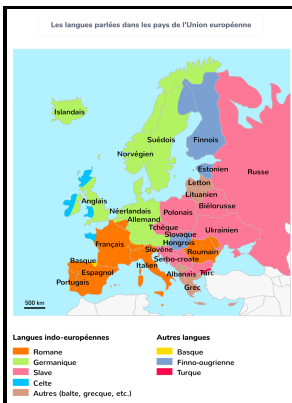 Les langues parlées dans les pays de l'Union européenne
Islandais
Suédois
Finnois
Norvégien
Estonien
Russe
Letton
Lituanien
Anglais
Biélorusse
Néerlandais
Polonais
Allemand
Tchèque
Ukrainien
Slovaque
Français
Hongrois
Slovène
Roumain
Basque
Serbo-croate
Italien
Espagnol
Albanais
Turc
Portugais
Grec
500 km
Langues indo-européennes
Romane
Germanique
Slave
Celte
Autres (balte, grecque, etc.)
Autres langues
Basque
Finno-ougrienne
Turque